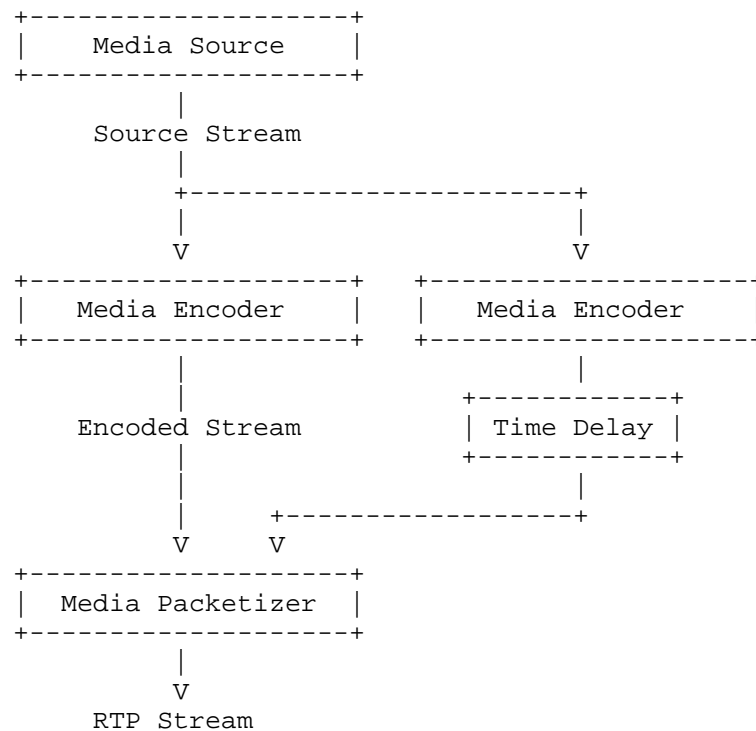 Media Source
Source Stream
Media Encoder Media Encoder
Encoded Stream Time Delay
Media Packetizer
RTP Stream